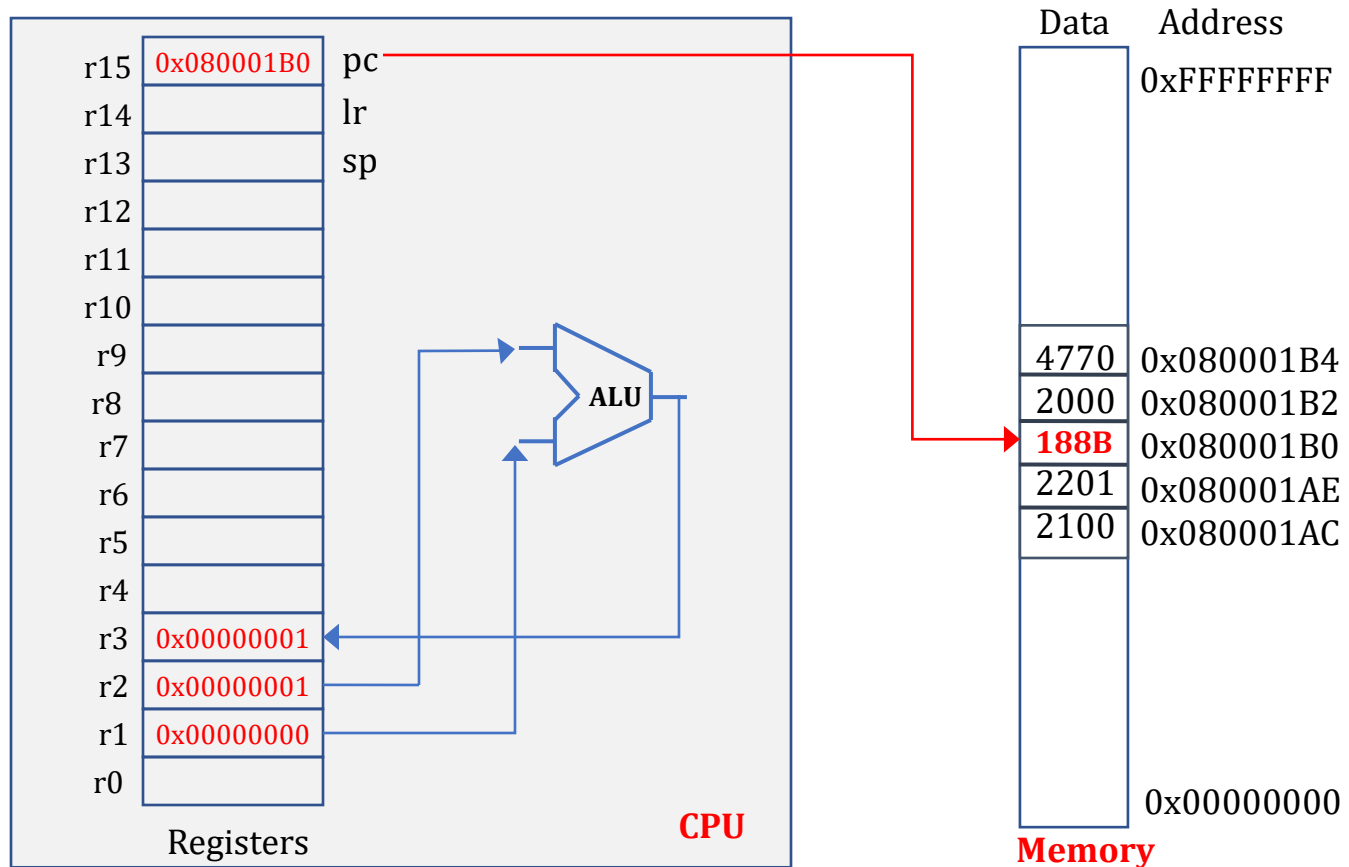 r15 0x080001B0 pc
r14 lr
r13 sp
r12
r11
r10
r9
r8
r7
r6
r5
r4
r3 0x00000001
r2 0x00000001
r1 0x00000000
r0
Registers
ALU
CPU
Data Address
0xFFFFFFFF
4770 0x080001B4
2000 0x080001B2
188B 0x080001B0
2201 0x080001AE
2100 0x080001AC
0x00000000
Memory